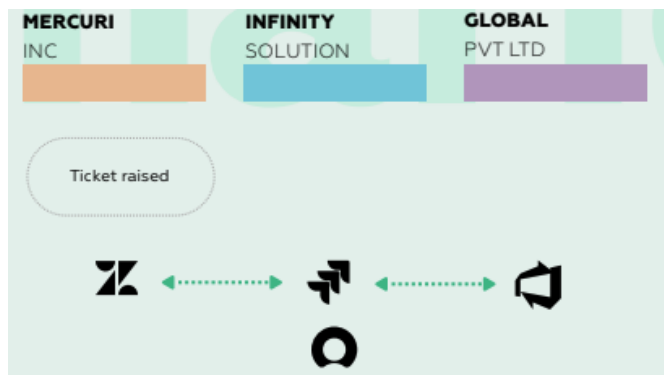 MERCURI
INC
INFINITY
SOLUTION
GLOBAL
PVT LTD
Ticket raised